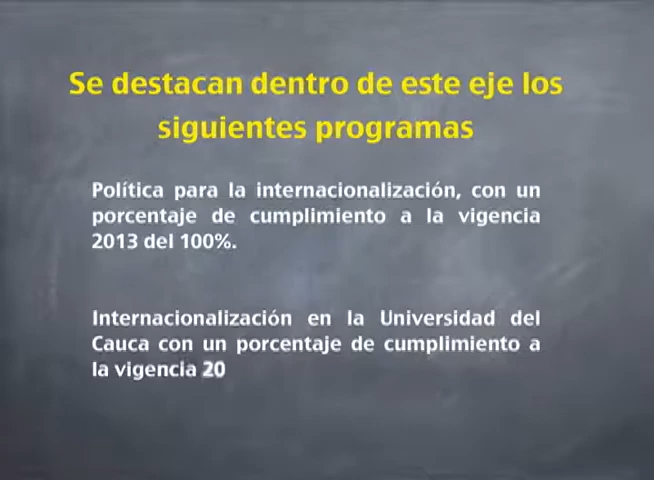 Se destacan dentro de este eje los
siguientes programas
Política para la internacionalización, con un
porcentaje de cumplimiento a la vigencia
2013 del 100%.
Internacionalización en la Universidad del
Cauca con un porcentaje de cumplimiento a
la vigencia 20